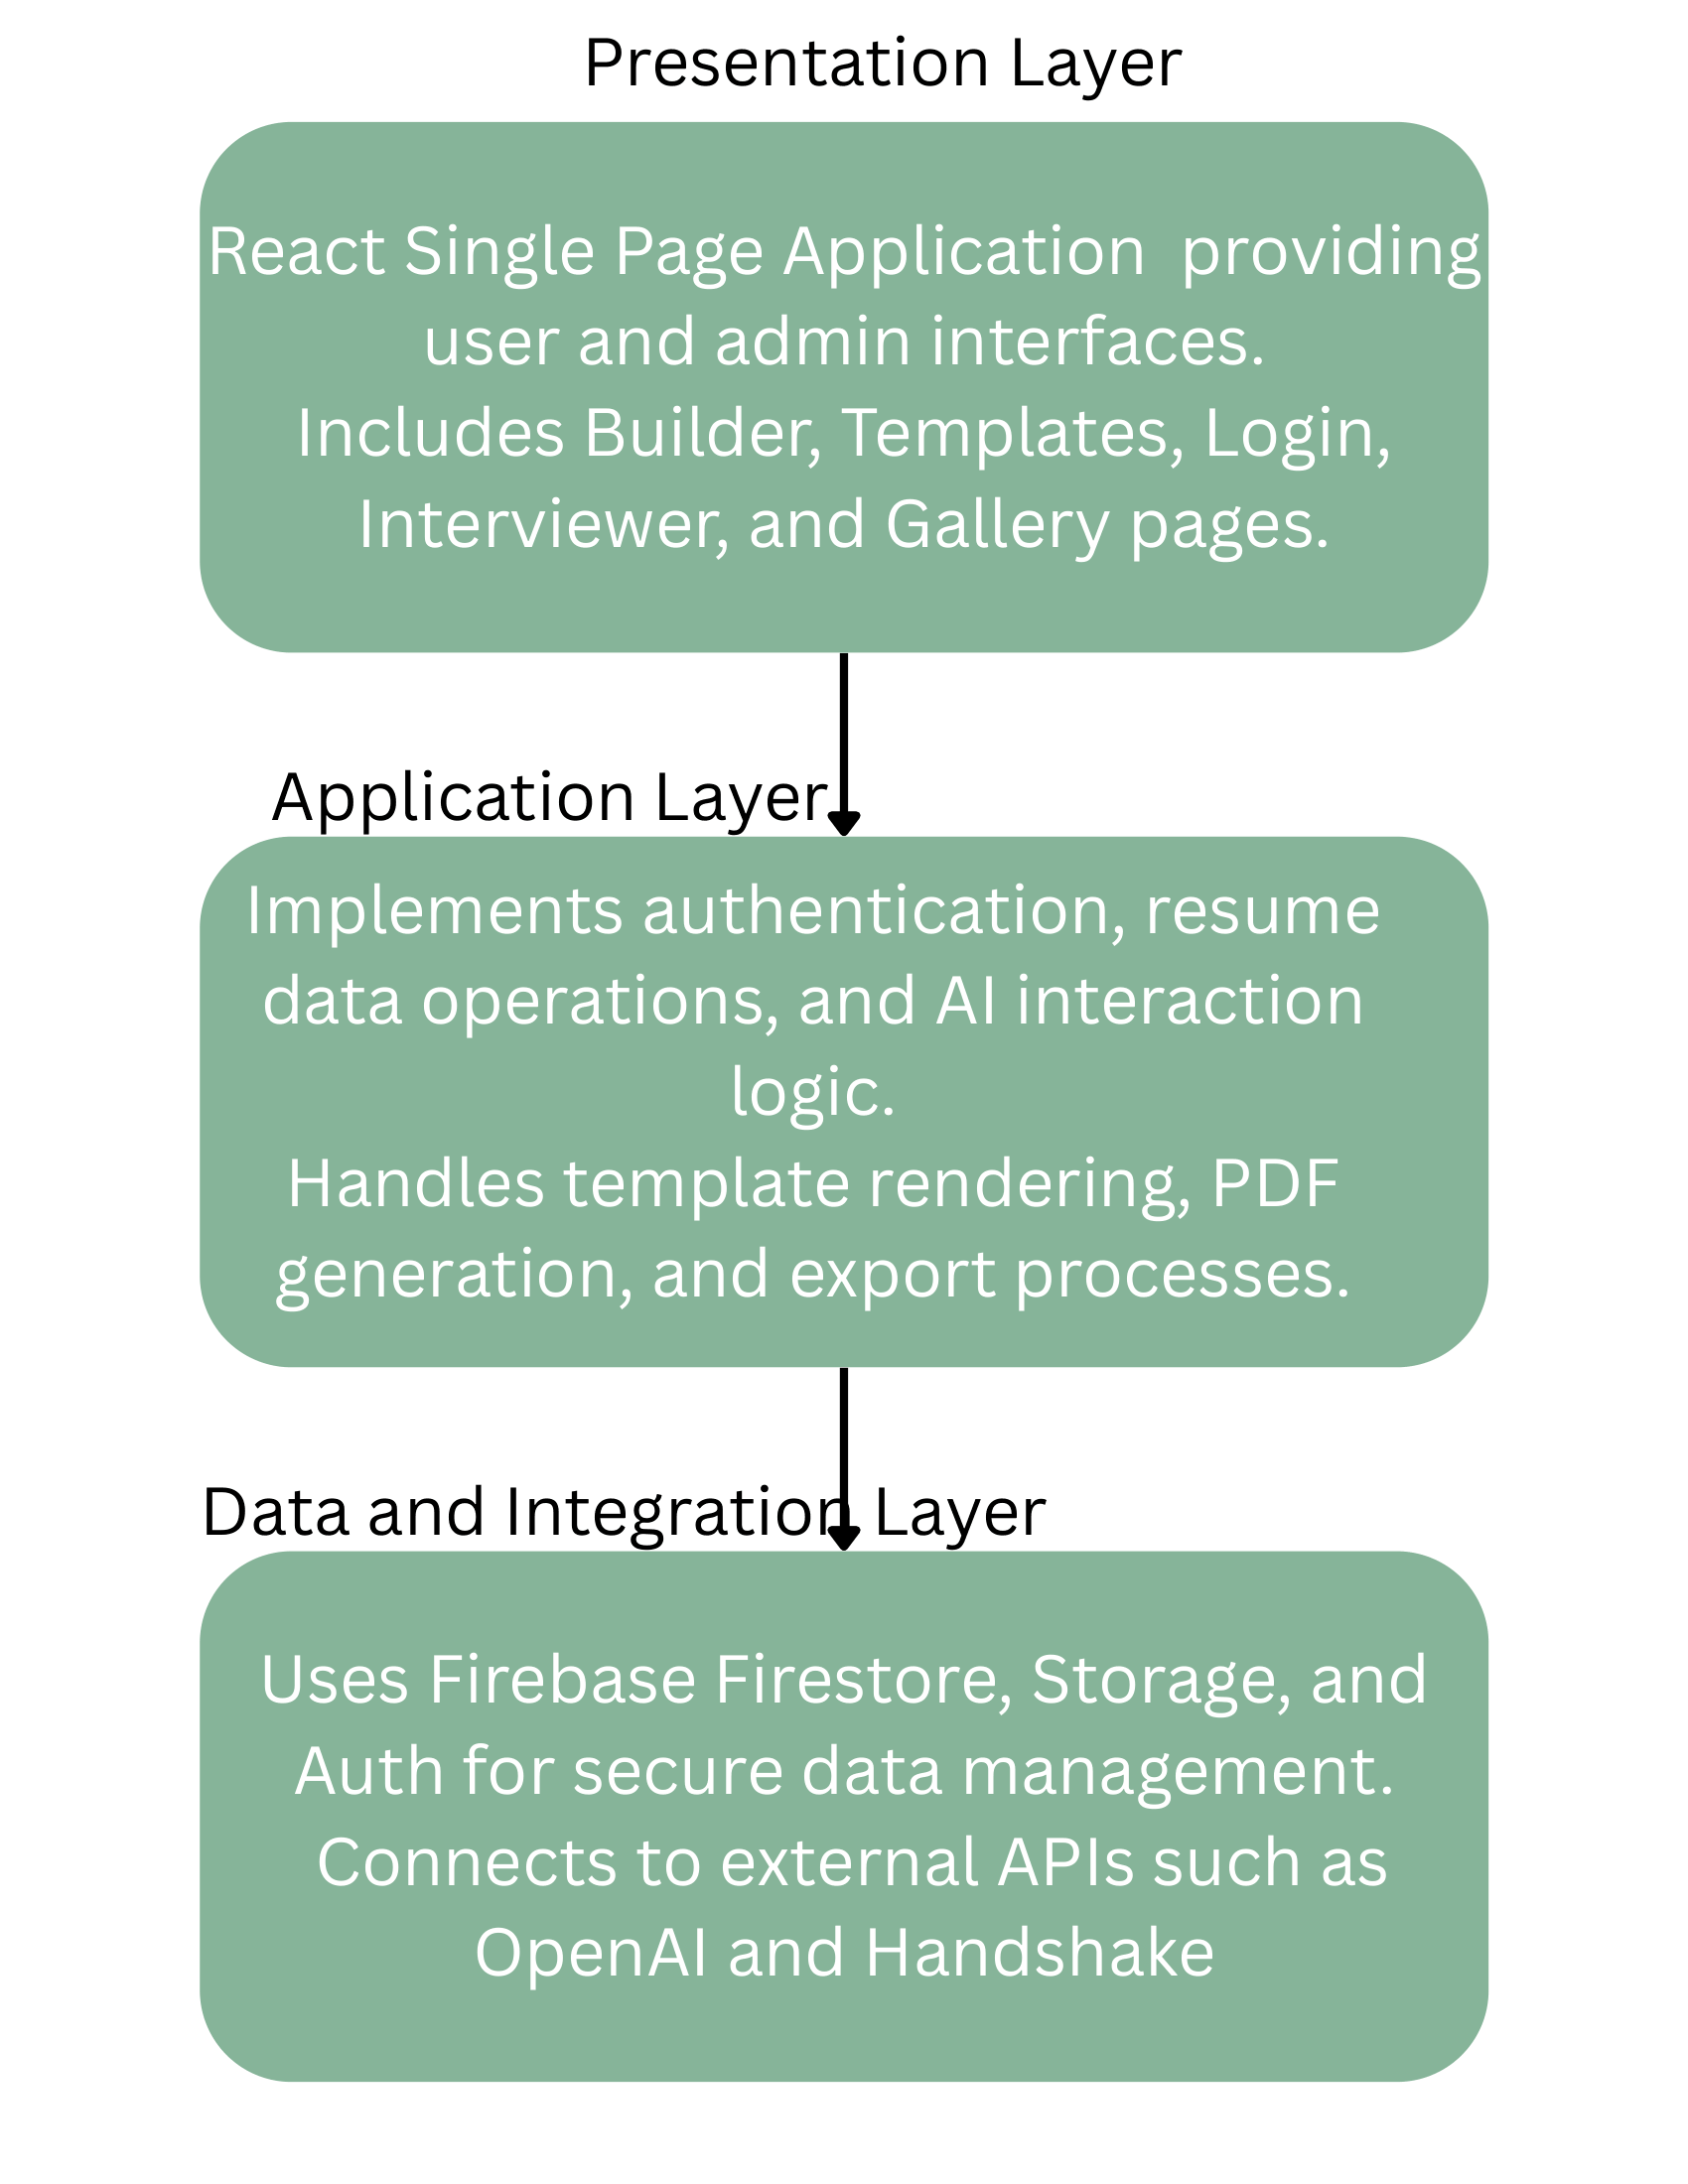 Presentation Layer
React Single Page Application  providing
user and admin interfaces.
Includes Builder, Templates, Login,
Interviewer, and Gallery pages.
Application Layer
Implements authentication, resume
data operations, and AI interaction
logic.
Handles template rendering, PDF
generation, and export processes.
Data and Integration Layer
Uses Firebase Firestore, Storage, and
Auth for secure data management.
Connects to external APIs such as
OpenAI and Handshake